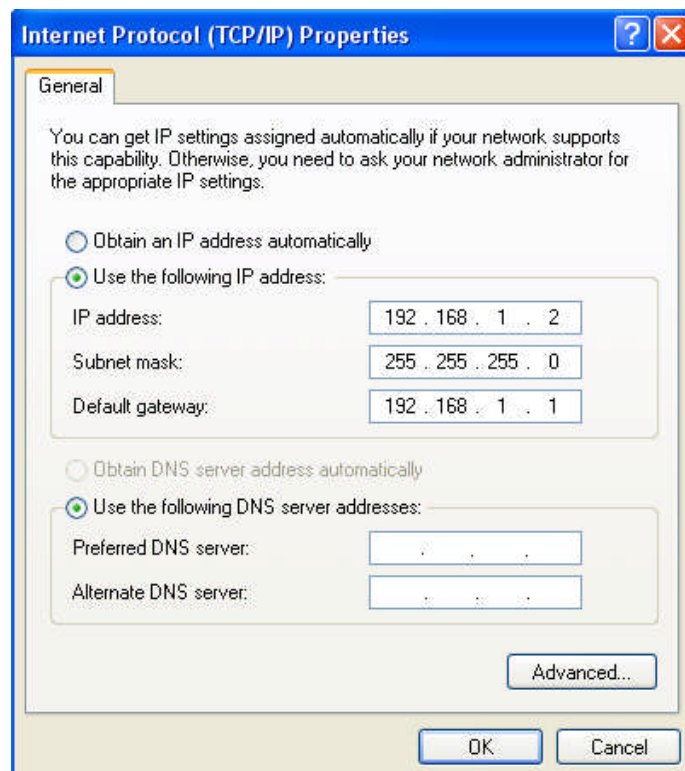 Internet Protocol (TCP/IP) Properties
General
You can get IP settings assigned automatically if your network supports
this capability. Otherwise, you need to ask your network administrator for
the appropriate IP settings.
Obtain an IP address automatically
Use the following IP address:
IP address: 192 . 168 . 1 . 2
Subnet mask: 255 . 255 . 255 . 0
Default gateway: 192 . 168 . 1 . 1
Obtain DNS server address automatically
Use the following DNS server addresses:
Preferred DNS server: . . .
Alternate DNS server: . . .
Advanced...
OK Cancel